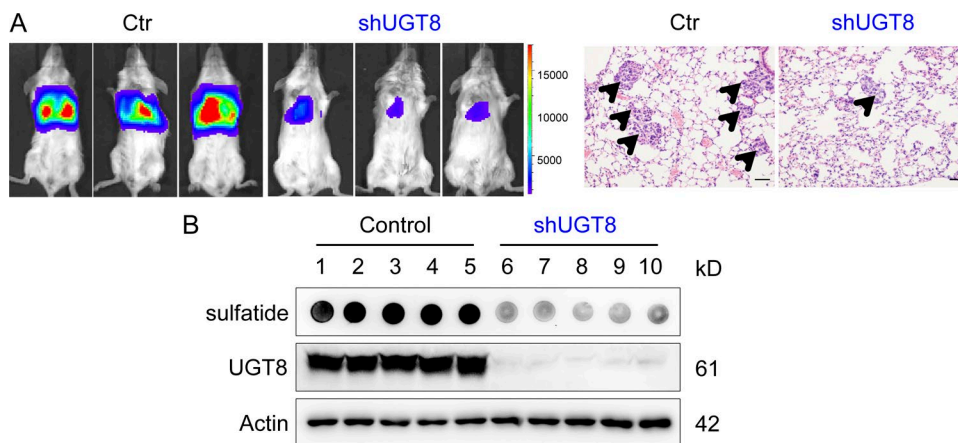 A
Ctr
shUGT8
Ctr
shUGT8
15000
10000
5000
B
Control
shUGT8
1 2 3 4 5 6 7 8 9 10 kD
sulfatide
UGT8 61
Actin 42